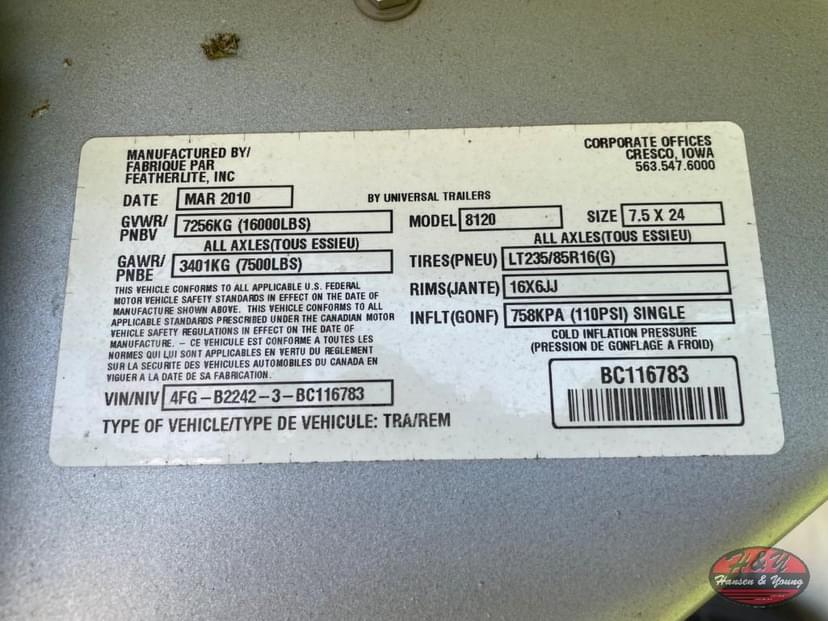 MANUFACTURED BY/
FABRIQUE PAR
FEATHERLITE, INC
CORPORATE OFFICES
CRESCO, IOWA
563.547.6000
DATE MAR 2010 BY UNIVERSAL TRAILERS
GVWR/
PNBV 7256KG (16000LBS) MODEL 8120 SIZE 7.5 X 24
ALL AXLES(TOUS ESSIEU) ALL AXLES(TOUS ESSIEU)
GAWR/
PNBE 3401KG (7500LBS) TIRES(PNEU) LT235/85R16(G)
RIMS(JANTE) 16X6JJ
INFLT(GONF) 758KPA (110PSI) SINGLE
COLD INFLATION PRESSURE
(PRESSION DE GONFLAGE A FROID)
THIS VEHICLE CONFORMS TO ALL APPLICABLE U.S. FEDERAL
MOTOR VEHICLE SAFETY STANDARDS IN EFFECT ON THE DATE OF
MANUFACTURE SHOWN ABOVE. THIS VEHICLE CONFORMS TO ALL
APPLICABLE STANDARDS PRESCRIBED UNDER THE CANADIAN MOTOR
VEHICLE SAFETY REGULATIONS IN EFFECT ON THE DATE OF
MANUFACTURE. – CE VEHICULE EST CONFORME A TOUTES LES
NORMES QUI LUI SONT APPLICABLES EN VERTU DU REGLEMENT
SUR LA SECURITE DES VEHICULES AUTOMOBILES DU CANADA EN
VIGUER A LA DATE DE SA FABRICATION.
VIN/NIV 4FG-B2242-3-BC116783
TYPE OF VEHICLE/TYPE DE VEHICULE: TRA/REM
BC116783
H&Y
Hansen & Young